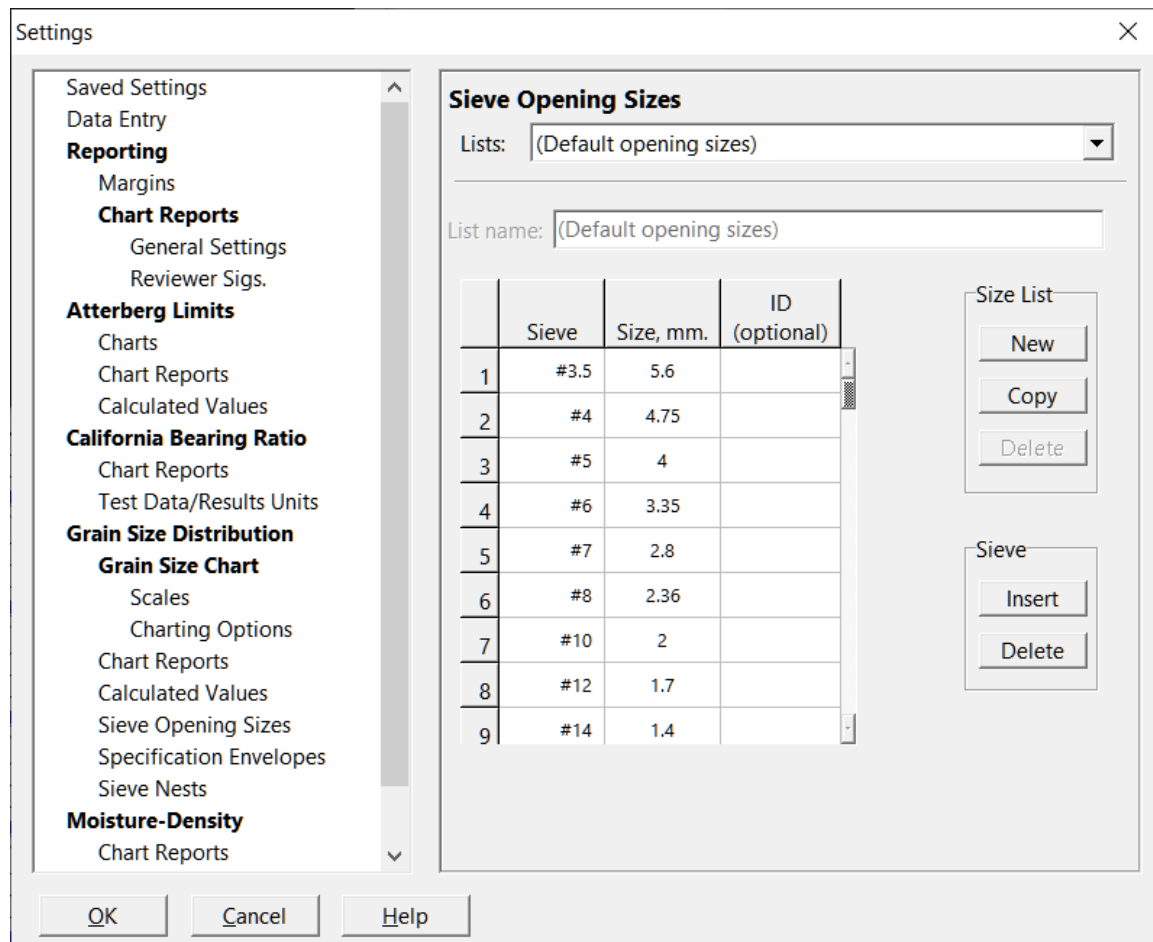 Settings
Saved Settings
Data Entry
Reporting
Margins
Chart Reports
General Settings
Reviewer Sigs.
Atterberg Limits
Charts
Chart Reports
Calculated Values
California Bearing Ratio
Chart Reports
Test Data/Results Units
Grain Size Distribution
Grain Size Chart
Scales
Charting Options
Chart Reports
Calculated Values
Sieve Opening Sizes
Specification Envelopes
Sieve Nests
Moisture-Density
Chart Reports
Sieve Opening Sizes
Lists: (Default opening sizes)
List name: (Default opening sizes)
Sieve Size, mm. ID (optional)
1 #3.5 5.6
2 #4 4.75
3 #5 4
4 #6 3.35
5 #7 2.8
6 #8 2.36
7 #10 2
8 #12 1.7
9 #14 1.4
Size List
New
Copy
Delete
Sieve
Insert
Delete
OK Cancel Help